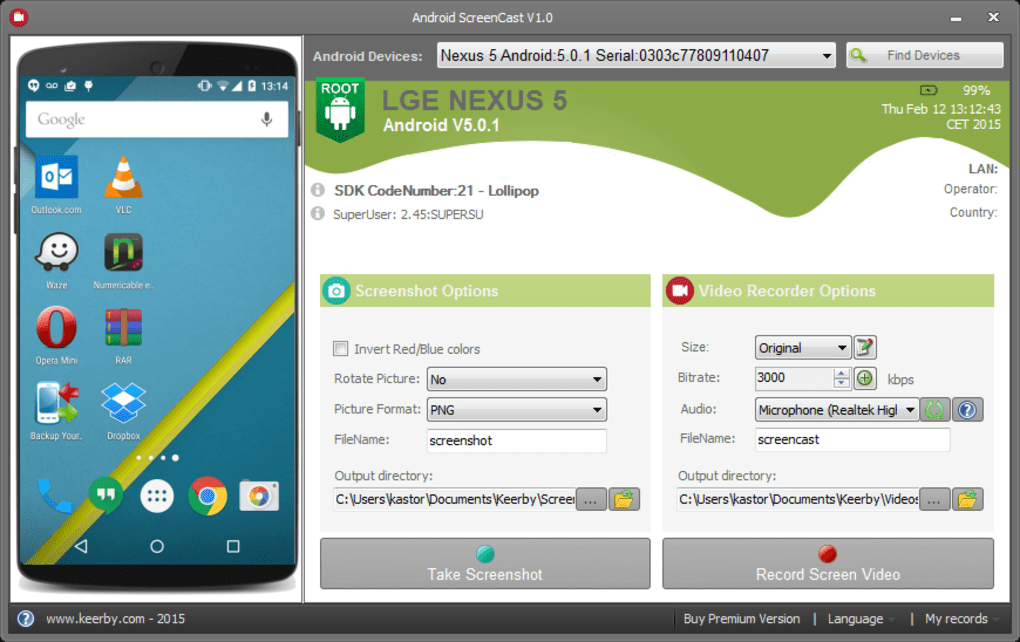 Android ScreenCast V1.0
Android Devices:
Nexus 5 Android:5.0.1 Serial:0303c77809110407
Find Devices
13:14
Google
Outlook.com
VLC
Waze
Numericable e..
Opera Mini
RAR
Backup Your..
Dropbox
ROOT
LGE NEXUS 5
Android V5.0.1
99%
Thu Feb 12 13:12:43
CET 2015
SDK CodeNumber:21 - Lollipop
SuperUser: 2.45:SUPERSU
LAN:
Operator:
Country:
Screenshot Options
Invert Red/Blue colors
Rotate Picture: No
Picture Format: PNG
FileName: screenshot
Output directory:
C:\Users\kastor\Documents\Keerby\Screer ...
Take Screenshot
Video Recorder Options
Size: Original
Bitrate: 3000 kbps
Audio: Microphone (Realtek Higl
FileName: screencast
Output directory:
C:\Users\kastor\Documents\Keerby\Videos ...
Record Screen Video
www.keerby.com - 2015
Buy Premium Version | Language | My records